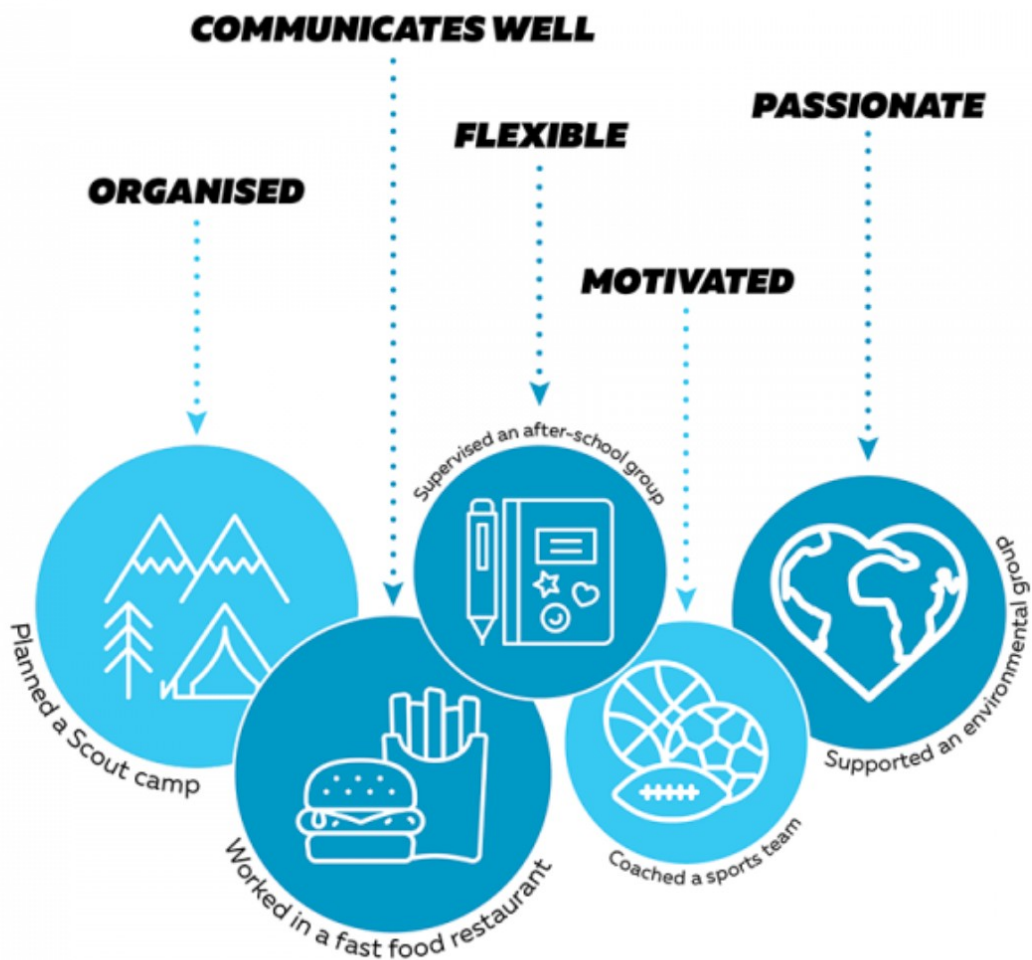 COMMUNICATES WELL
PASSIONATE
FLEXIBLE
ORGANISED
MOTIVATED
Supervised an after-school group
Planned a Scout camp
Worked in a fast food restaurant
Coached a sports team
Supported an environmental group